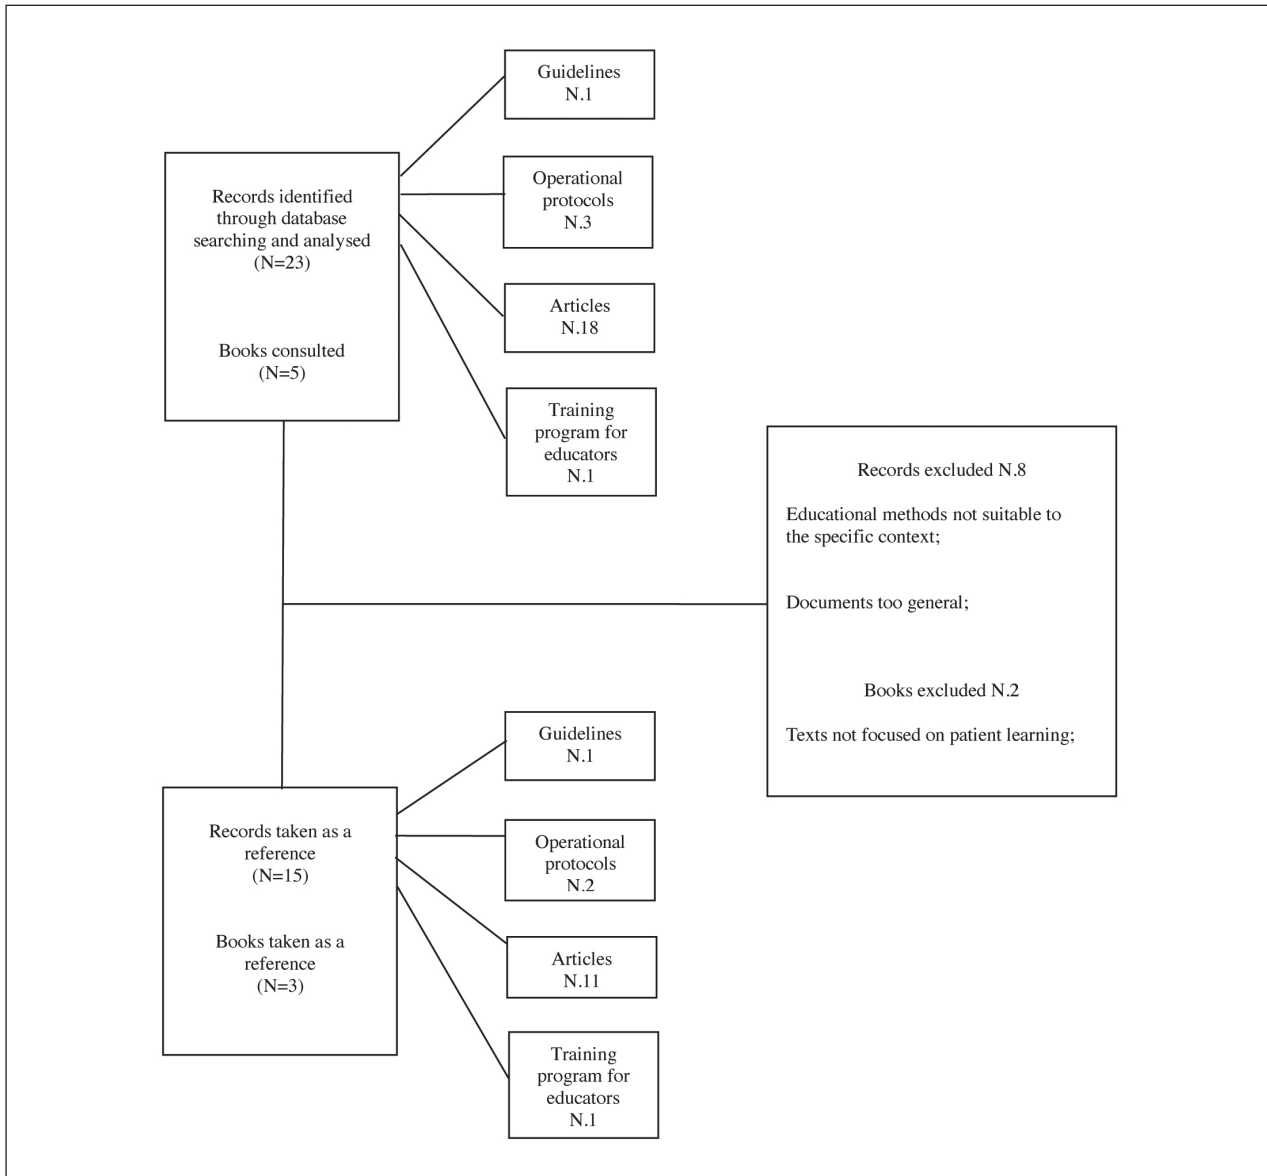 Guidelines
N.1
Records identified
through database
searching and analysed
(N=23)
Books consulted
(N=5)
Operational
protocols
N.3
Articles
N.18
Training
program for
educators
N.1
Records excluded N.8
Educational methods not suitable to
the specific context;
Documents too general;
Books excluded N.2
Texts not focused on patient learning;
Records taken as a
reference
(N=15)
Books taken as a
reference
(N=3)
Guidelines
N.1
Operational
protocols
N.2
Articles
N.11
Training
program for
educators
N.1